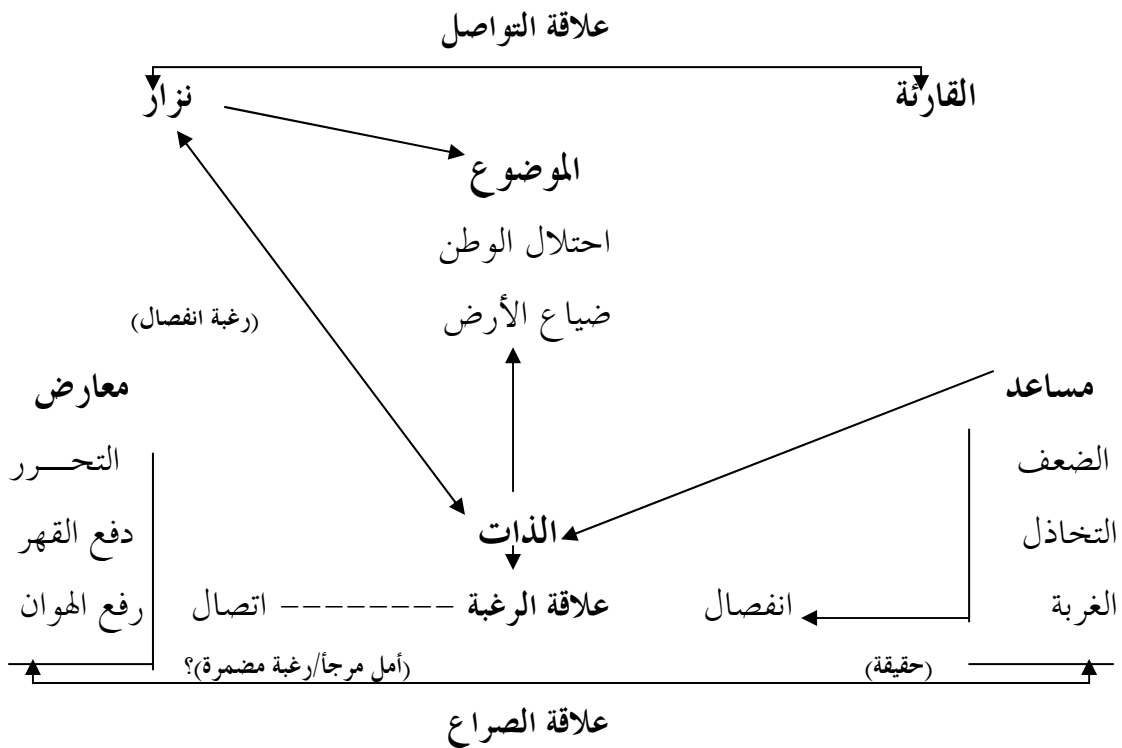 علاقة التواصل
القارئة نزار
الموضوع
احتلال الوطن
ضياع الأرض
(رغبة انفصال)
مساعد معارض
الضعف التحـــرر
التخاذل الذات دفع القهر
الغربة انفصال علاقة الرغبة -------- اتصال رفع الهوان
(حقيقة) (أمل مرجأ/رغبة مضمرة)؟
علاقة الصراع